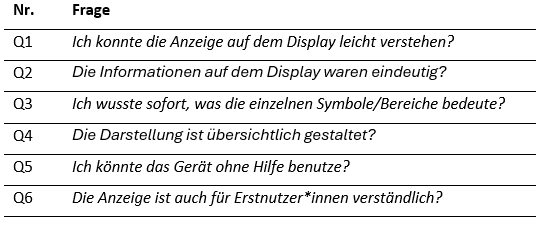 Nr. Frage
Q1 Ich konnte die Anzeige auf dem Display leicht verstehen?
Q2 Die Informationen auf dem Display waren eindeutig?
Q3 Ich wusste sofort, was die einzelnen Symbole/Bereiche bedeute?
Q4 Die Darstellung ist übersichtlich gestaltet?
Q5 Ich könnte das Gerät ohne Hilfe benutze?
Q6 Die Anzeige ist auch für Erstnutzer*innen verständlich?